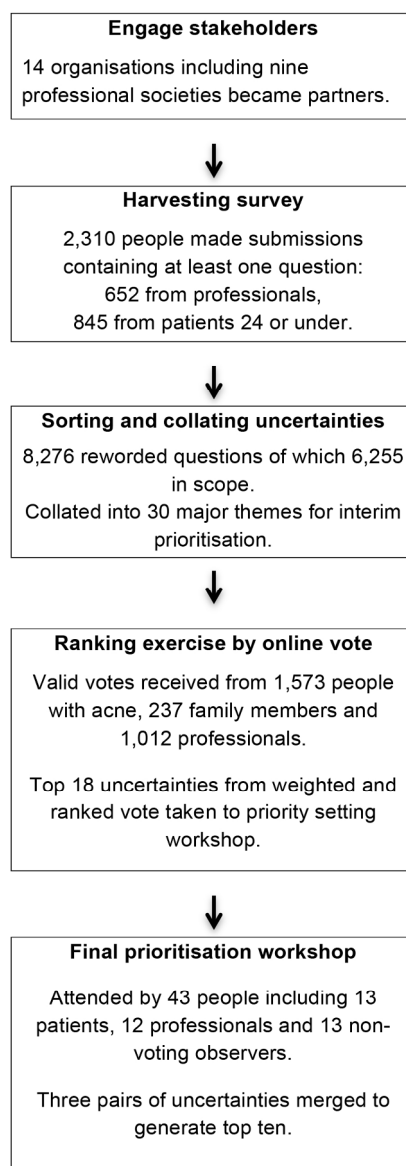 Engage stakeholders
14 organisations including nine
professional societies became partners.
Harvesting survey
2,310 people made submissions
containing at least one question:
652 from professionals,
845 from patients 24 or under.
Sorting and collating uncertainties
8,276 reworded questions of which 6,255
in scope.
Collated into 30 major themes for interim
prioritisation.
Ranking exercise by online vote
Valid votes received from 1,573 people
with acne, 237 family members and
1,012 professionals.
Top 18 uncertainties from weighted and
ranked vote taken to priority setting
workshop.
Final prioritisation workshop
Attended by 43 people including 13
patients, 12 professionals and 13 non-
voting observers.
Three pairs of uncertainties merged to
generate top ten.